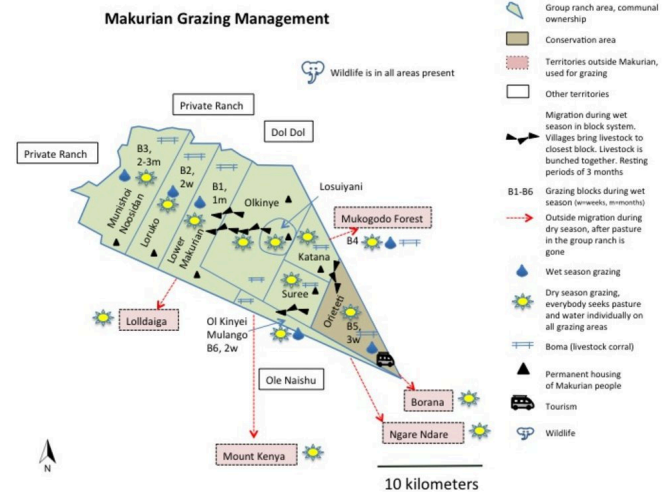 Makurian Grazing Management
Wildlife is in all areas present
Private Ranch
Dol Dol
Private Ranch
B3,
2-3m
B2,
2w
B1,
1m
Munishoi
Noosidan
Loruko
Lower
Makurian
Olkinye
Losuiyani
Mukogodo Forest
B4
Katana
Suree
Orieteti
B5,
3w
Lolldaiga
Ol Kinyei
Mulango
B6, 2w
Ole Naishu
Borana
Ngare Ndare
Mount Kenya
N
10 kilometers
Group ranch area, communal
ownership
Conservation area
Territories outside Makurian,
used for grazing
Other territories
Migration during wet
season in block system.
Villages bring livestock to
closest block. Livestock is
bunched together. Resting
periods of 3 months
B1-B6 Grazing blocks during wet
season (w=weeks, m=months)
Outside migration during
dry season, after pasture
in the group ranch is
gone
Wet season grazing
Dry season grazing,
everybody seeks pasture
and water individually on
all grazing areas
Boma (livestock corral)
Permanent housing
of Makurian people
Tourism
Wildlife